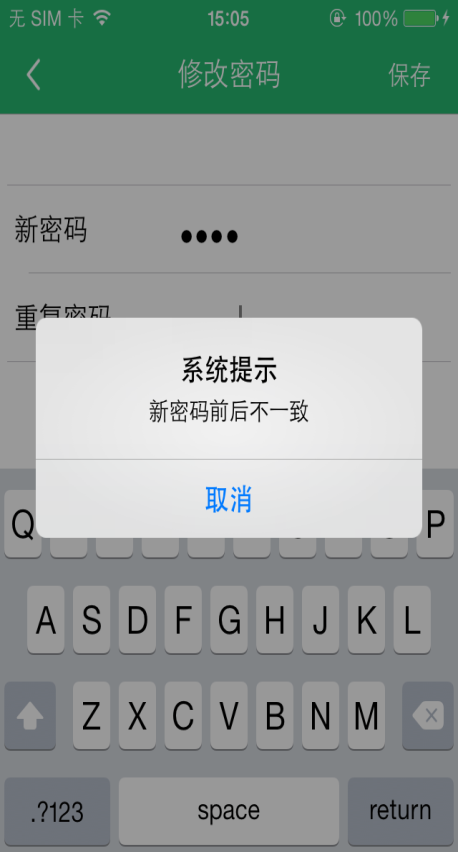 无 SIM 卡 15:05 100%
修改密码 保存
新密码 ••••
重复密码
系统提示
新密码前后不一致
取消
Q P
A S D F G H J K L
Z X C V B N M
.?123 space return